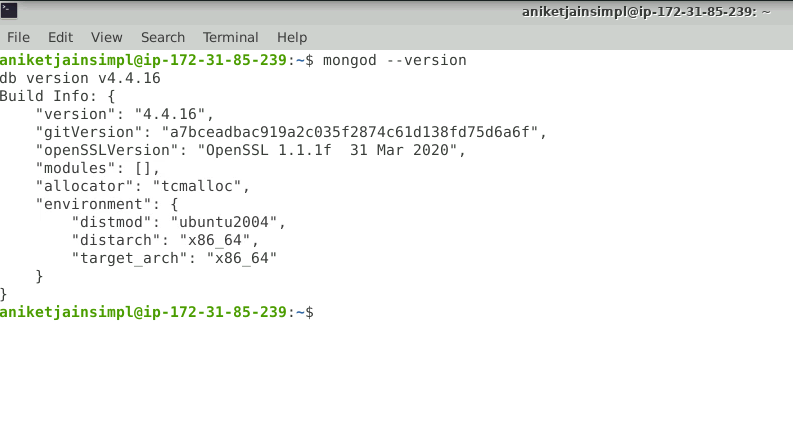 aniketjainsimpl@ip-172-31-85-239: ~
File Edit View Search Terminal Help
aniketjainsimpl@ip-172-31-85-239:~$ mongod --version
db version v4.4.16
Build Info: {
    "version": "4.4.16",
    "gitVersion": "a7bceadbac919a2c035f2874c61d138fd75d6a6f",
    "openSSLVersion": "OpenSSL 1.1.1f  31 Mar 2020",
    "modules": [],
    "allocator": "tcmalloc",
    "environment": {
        "distmod": "ubuntu2004",
        "distarch": "x86_64",
        "target_arch": "x86_64"
    }
}
aniketjainsimpl@ip-172-31-85-239:~$